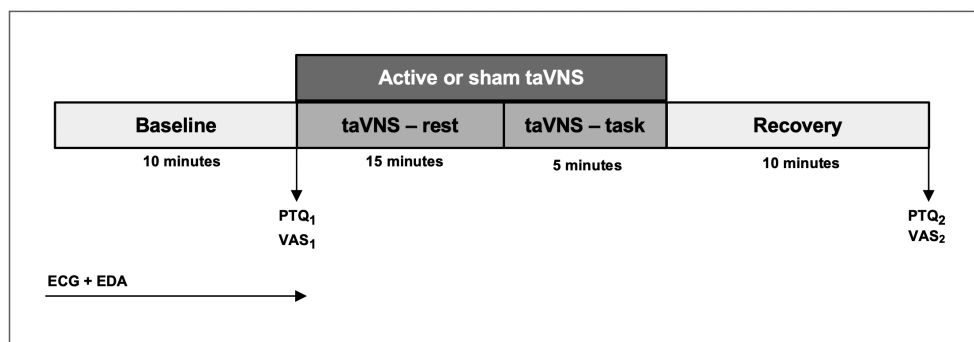 Active or sham taVNS
Baseline
taVNS – rest
taVNS – task
Recovery
10 minutes
15 minutes
5 minutes
10 minutes
PTQ1
VAS1
PTQ2
VAS2
ECG + EDA